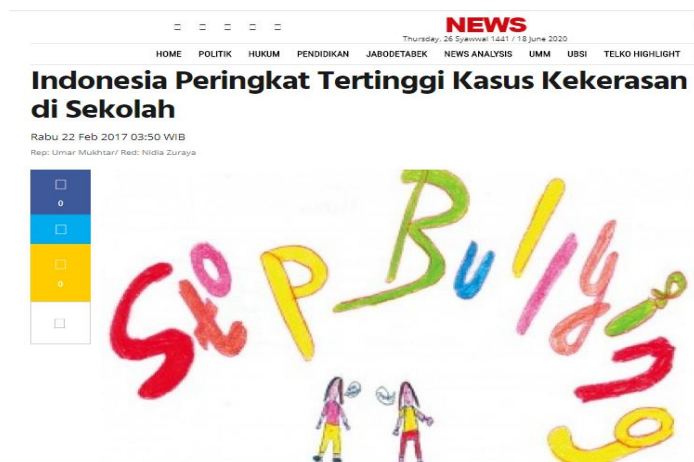 NEWS
Thursday, 26 Syawwal 1441 / 18 June 2020
HOME POLITIK HUKUM PENDIDIKAN JABODETABEK NEWS ANALYSIS UMM UBSI TELKO HIGHLIGHT
Indonesia Peringkat Tertinggi Kasus Kekerasan
di Sekolah
Rabu 22 Feb 2017 03:50 WIB
Rep: Umar Mukhtar/ Red: Nidia Zuraya
0
0
Stop Bullying